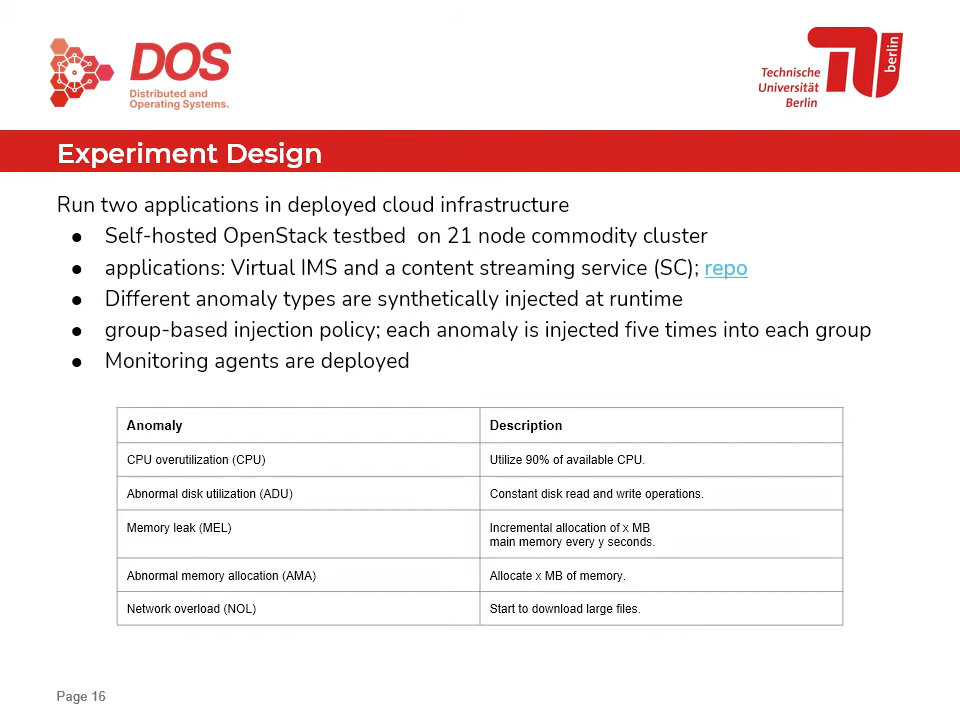 DOS
Distributed and
Operating Systems.
Technische
Universität
Berlin
berlin
Experiment Design
Run two applications in deployed cloud infrastructure
● Self-hosted OpenStack testbed on 21 node commodity cluster
● applications: Virtual IMS and a content streaming service (SC); repo
● Different anomaly types are synthetically injected at runtime
● group-based injection policy; each anomaly is injected five times into each group
● Monitoring agents are deployed
Anomaly Description
CPU overutilization (CPU) Utilize 90% of available CPU.
Abnormal disk utilization (ADU) Constant disk read and write operations.
Memory leak (MEL) Incremental allocation of x MB
main memory every y seconds.
Abnormal memory allocation (AMA) Allocate x MB of memory.
Network overload (NOL) Start to download large files.
Page 16